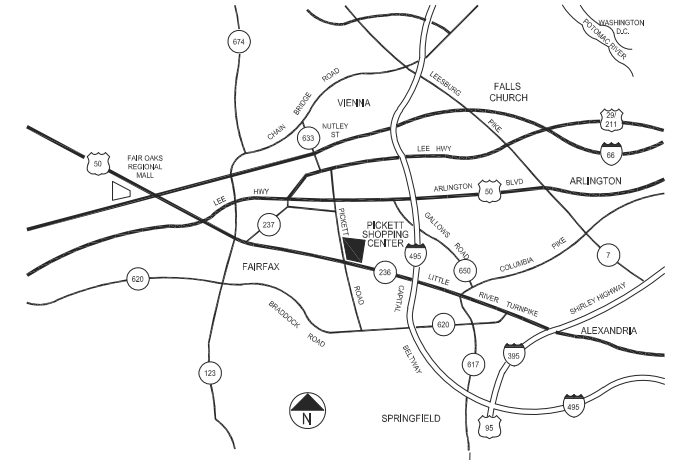 WASHINGTON
D.C.
POTOMAC RIVER
674
LEESBURG
CHAIN BRIDGE ROAD
FALLS
CHURCH
VIENNA
29/
211
NUTLEY
ST
633
PIKE
LEE HWY
66
50
FAIR OAKS
REGIONAL
MALL
ARLINGTON BLVD
50
ARLINGTON
LEE HWY
237
PICKETT
PICKETT
SHOPPING
CENTER
GALLOWS ROAD
495
COLUMBIA PIKE
7
FAIRFAX
236
650
620
LITTLE RIVER TURNPIKE
ROAD
CAPITAL
SHIRLEY HIGHWAY
BRADDOCK ROAD
620
ALEXANDRIA
BELTWAY
395
617
123
495
N
SPRINGFIELD
95